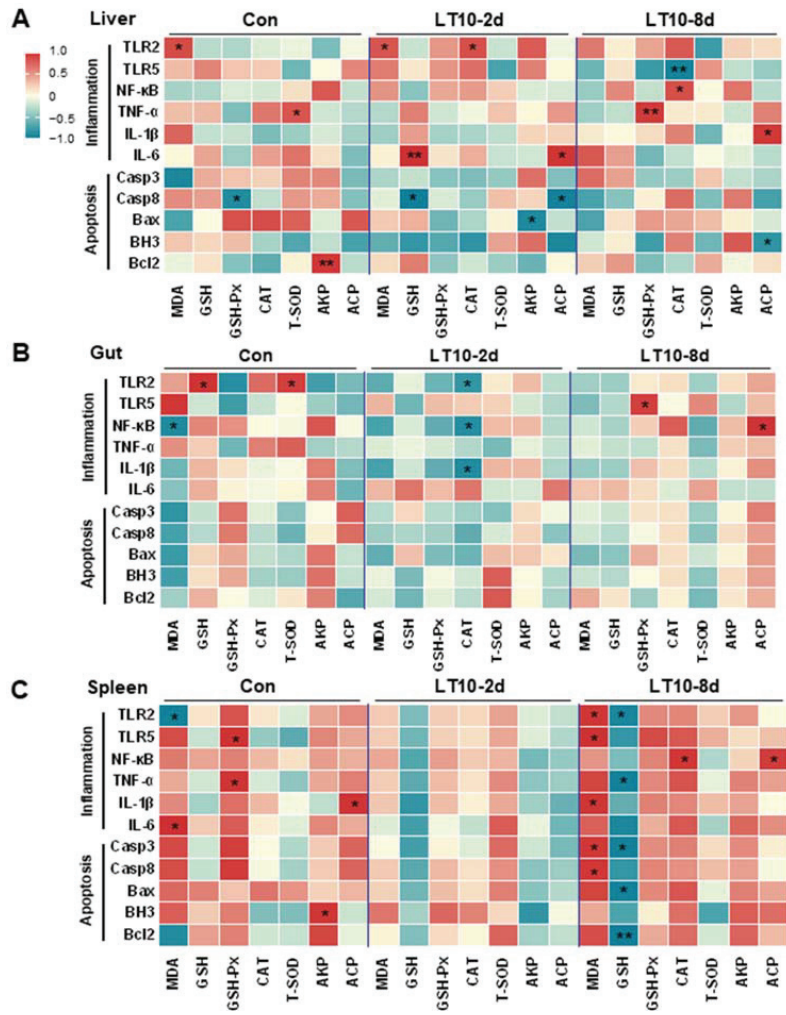 A Liver Con LT10-2d LT10-8d
1.0
0.5
0
−0.5
−1.0
Inflammation
TLR2 * * *
TLR5 **
NF-κB *
TNF-α * **
IL-1β *
IL-6 ** *
Apoptosis
Casp3
Casp8 * * *
Bax *
BH3 *
Bcl2 **
MDA GSH GSH-Px CAT T-SOD AKP ACP MDA GSH GSH-Px CAT T-SOD AKP ACP MDA GSH GSH-Px CAT T-SOD AKP ACP
B Gut Con LT10-2d LT10-8d
Inflammation
TLR2 * * *
TLR5 *
NF-κB * * *
TNF-α
IL-1β *
IL-6
Apoptosis
Casp3
Casp8
Bax
BH3
Bcl2
MDA GSH GSH-Px CAT T-SOD AKP ACP MDA GSH GSH-Px CAT T-SOD AKP ACP MDA GSH GSH-Px CAT T-SOD AKP ACP
C Spleen Con LT10-2d LT10-8d
Inflammation
TLR2 * * *
TLR5 * *
NF-κB * *
TNF-α * *
IL-1β * *
IL-6 *
Apoptosis
Casp3 * *
Casp8 *
Bax *
BH3 *
Bcl2 **
MDA GSH GSH-Px CAT T-SOD AKP ACP MDA GSH GSH-Px CAT T-SOD AKP ACP MDA GSH GSH-Px CAT T-SOD AKP ACP